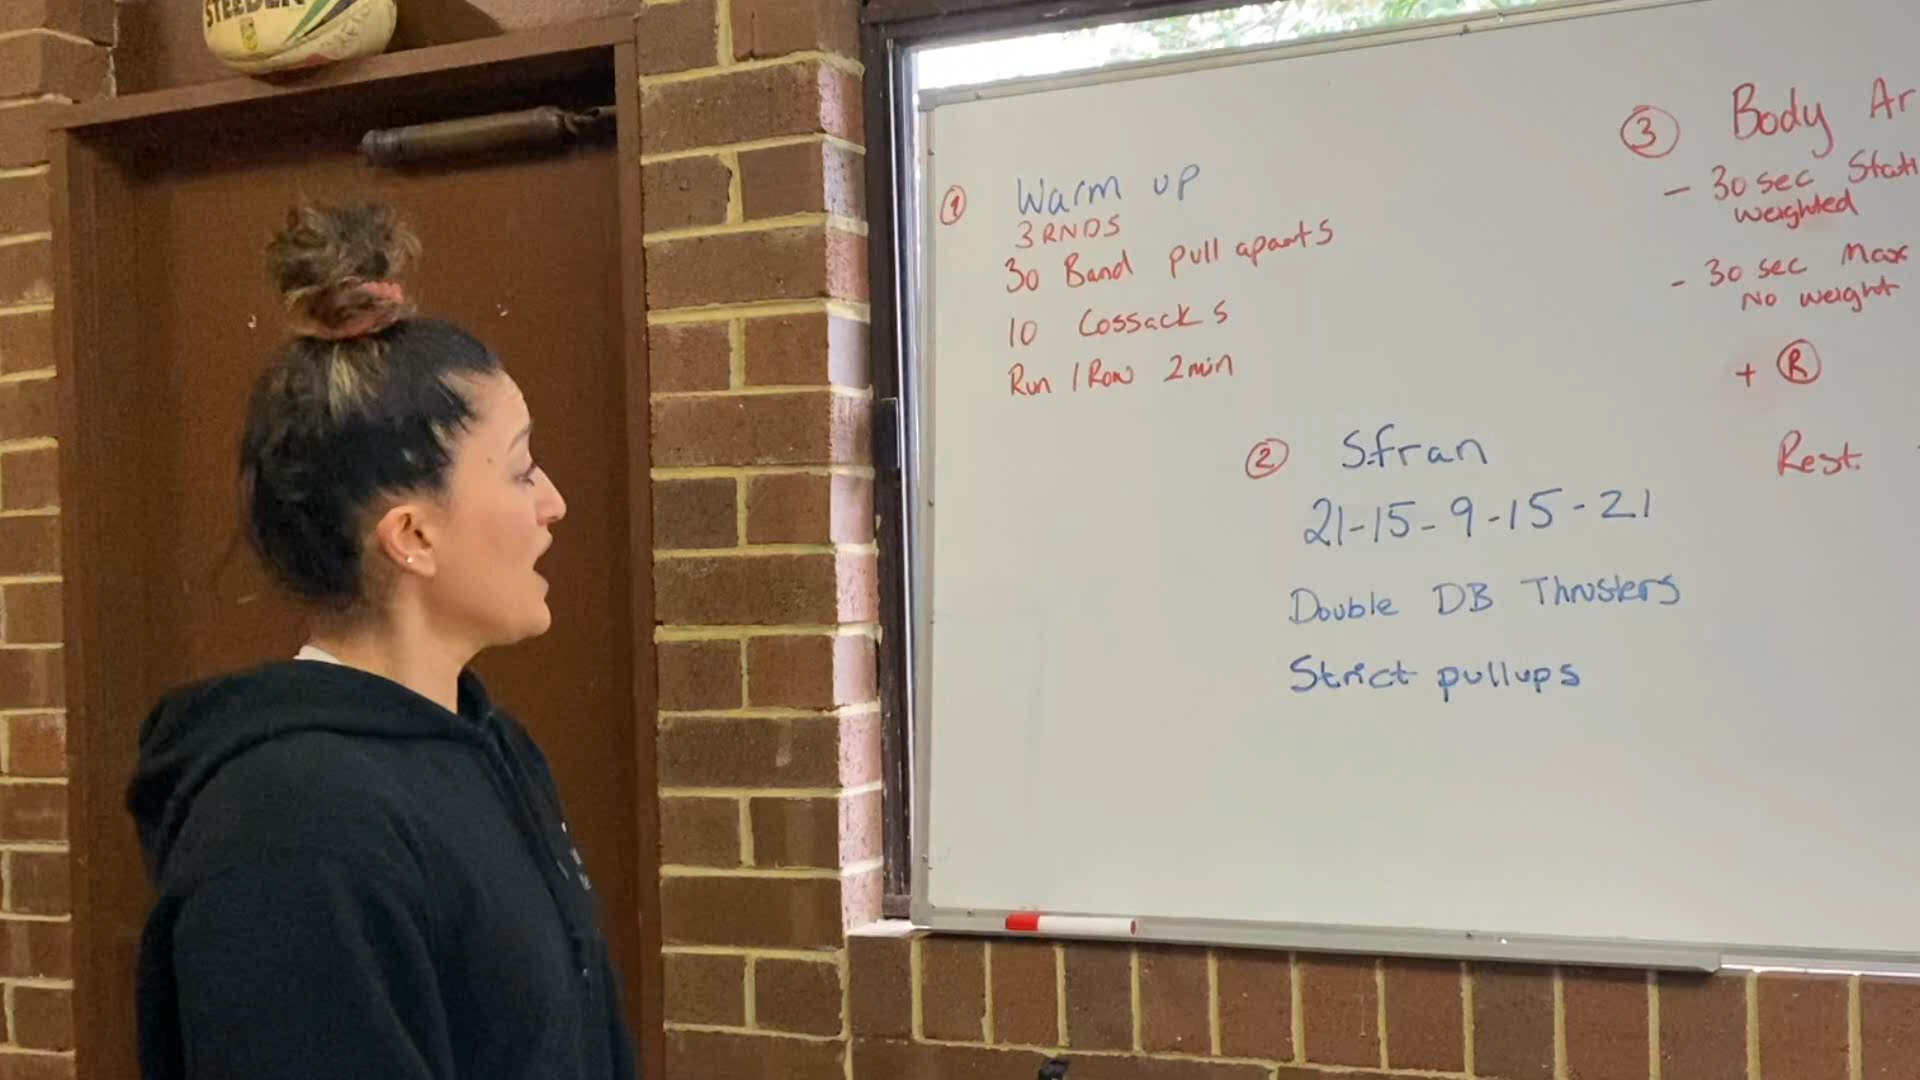 STEEDEN
① Warm up
3 RNDS
30 Band pull aparts
10 Cossacks
Run / Row 2min
② S.fran
21-15-9-15-21
Double DB Thrusters
Strict pullups
③ Body
- 30 sec
weighted
- 30 sec Max
No weight
+ Ⓡ
Rest.